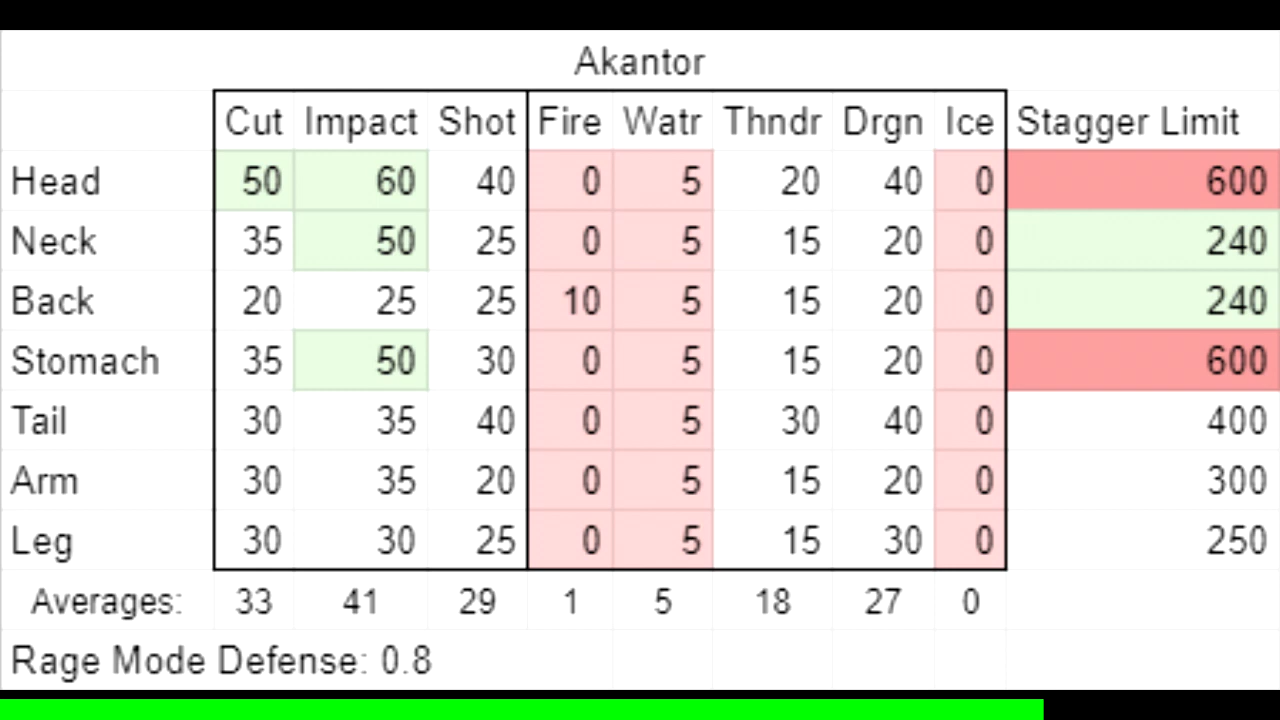 Akantor
Cut Impact Shot Fire Watr Thndr Drgn Ice Stagger Limit
Head 50 60 40 0 5 20 40 0 600
Neck 35 50 25 0 5 15 20 0 240
Back 20 25 25 10 5 15 20 0 240
Stomach 35 50 30 0 5 15 20 0 600
Tail 30 35 40 0 5 30 40 0 400
Arm 30 35 20 0 5 15 20 0 300
Leg 30 30 25 0 5 15 30 0 250
Averages: 33 41 29 1 5 18 27 0
Rage Mode Defense: 0.8